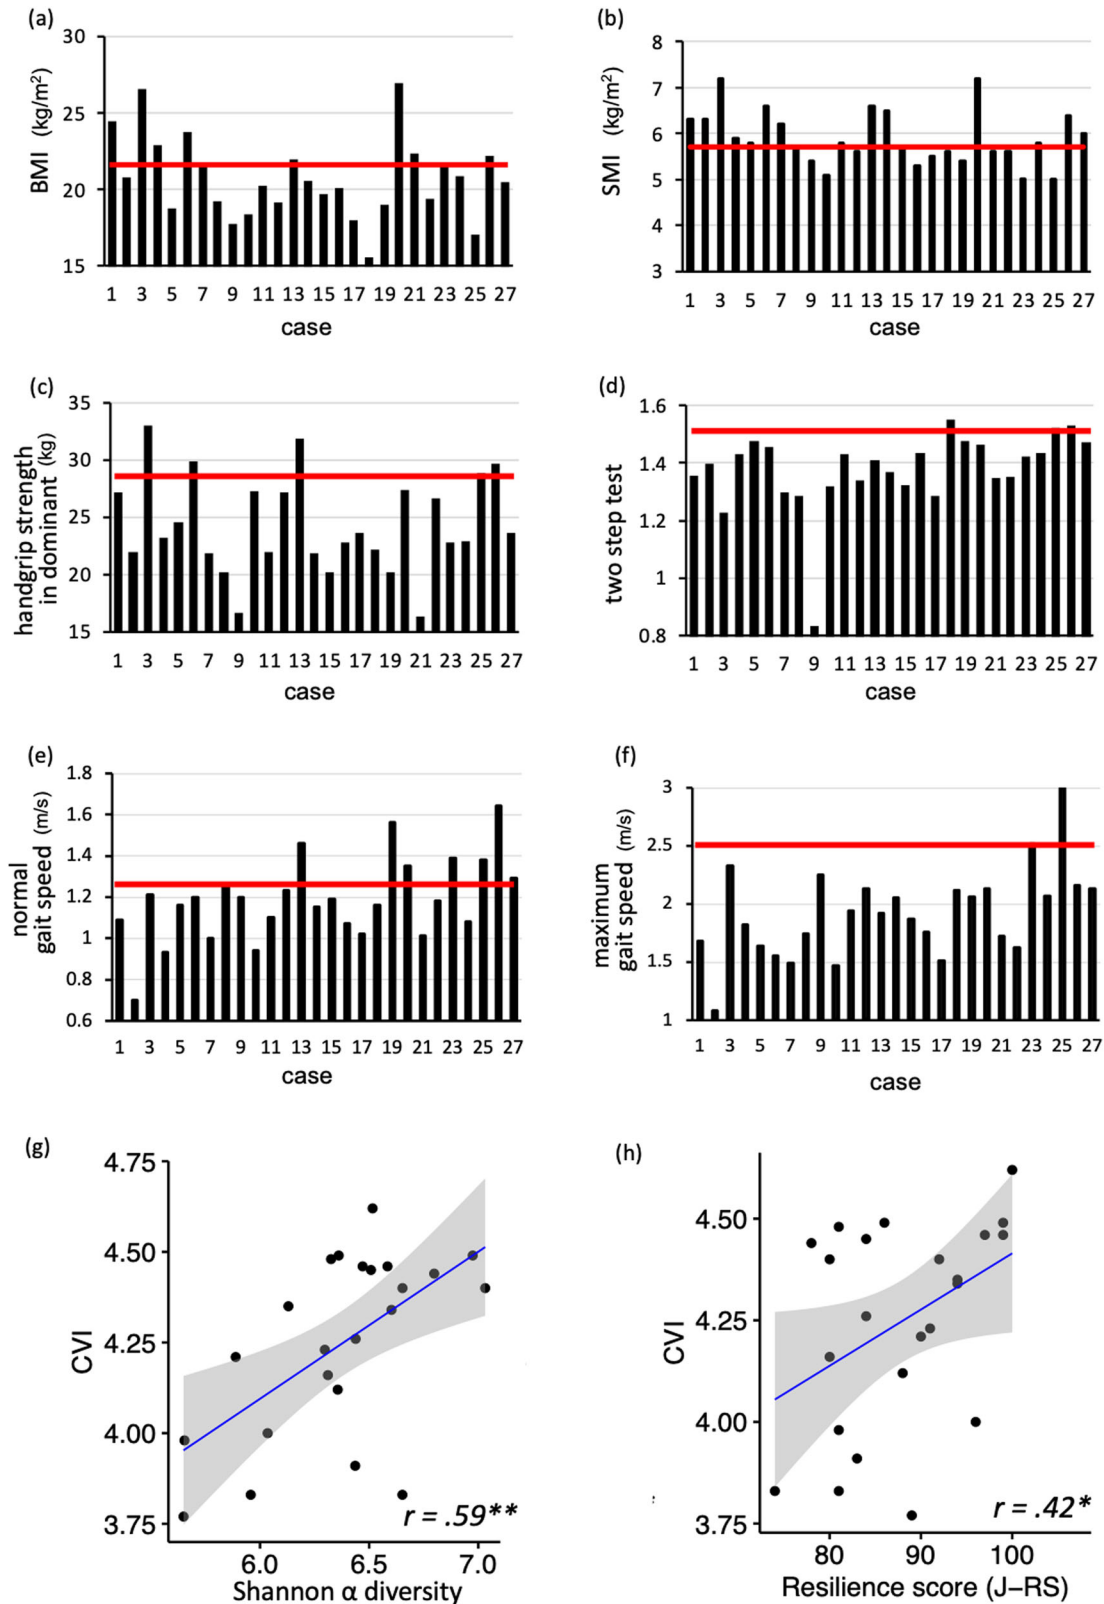 (a)
30
25
20
15
BMI (kg/m²)
1 3 5 7 9 11 13 15 17 19 21 23 25 27
case
(b)
8
7
6
5
4
3
SMI (kg/m²)
1 3 5 7 9 11 13 15 17 19 21 23 25 27
case
(c)
35
30
25
20
15
handgrip strength
in dominant (kg)
1 3 5 7 9 11 13 15 17 19 21 23 25 27
case
(d)
1.6
1.4
1.2
1
0.8
two step test
1 3 5 7 9 11 13 15 17 19 21 23 25 27
case
(e)
1.8
1.6
1.4
1.2
1
0.8
0.6
normal
gait speed (m/s)
1 3 5 7 9 11 13 15 17 19 21 23 25 27
case
(f)
3
2.5
2
1.5
1
maximum
gait speed (m/s)
1 3 5 7 9 11 13 15 17 19 21 23 25 27
case
(g)
4.75
4.50
4.25
4.00
3.75
CVI
r = .59**
6.0 6.5 7.0
Shannon α diversity
(h)
4.50
4.25
4.00
3.75
CVI
r = .42*
80 90 100
Resilience score (J−RS)